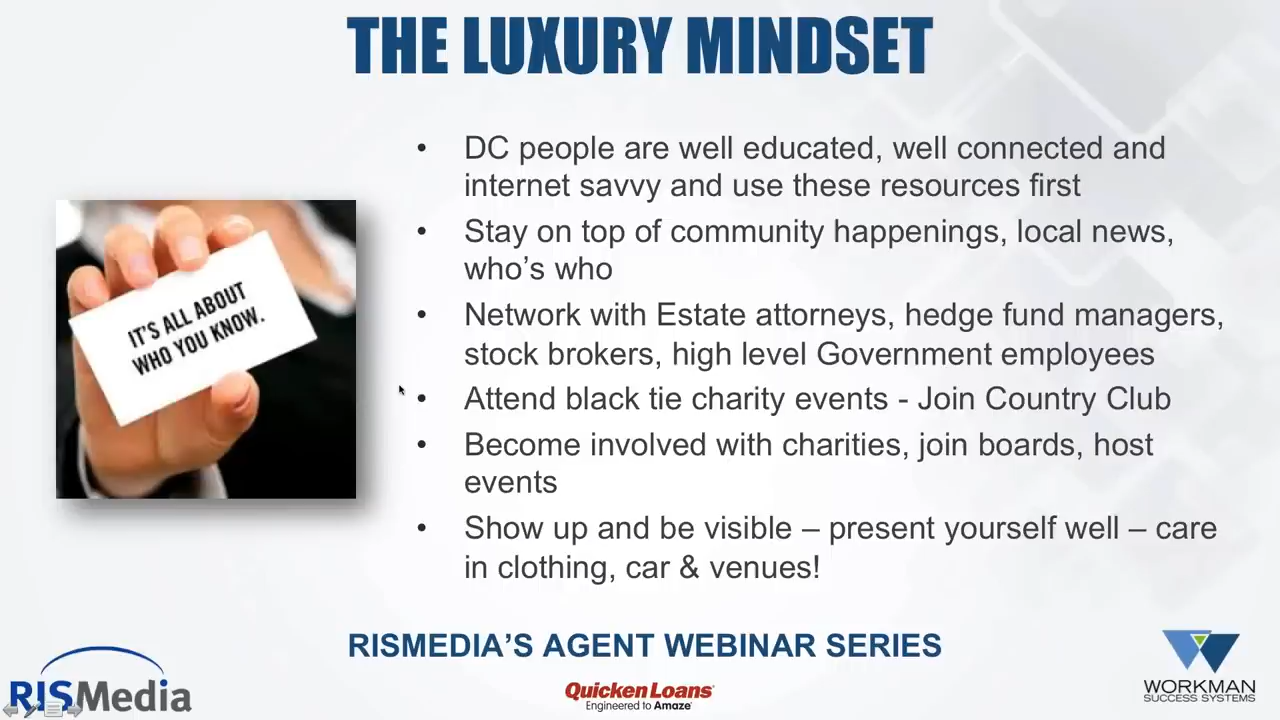 THE LUXURY MINDSET
• DC people are well educated, well connected and
internet savvy and use these resources first
• Stay on top of community happenings, local news,
who's who
• Network with Estate attorneys, hedge fund managers,
stock brokers, high level Government employees
• Attend black tie charity events - Join Country Club
• Become involved with charities, join boards, host
events
• Show up and be visible – present yourself well – care
in clothing, car & venues!
IT'S ALL ABOUT
WHO YOU KNOW.
RISMEDIA'S AGENT WEBINAR SERIES
RISMedia
Quicken Loans
Engineered to Amaze
WORKMAN
SUCCESS SYSTEMS